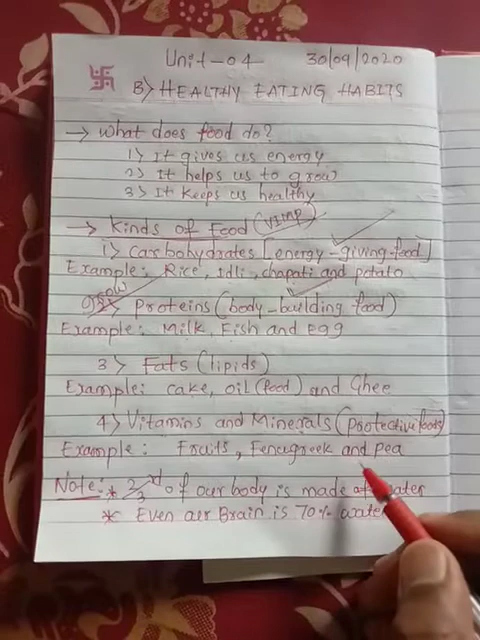 Unit-04 30/09/2020
卐 B> HEALTHY EATING HABITS
→ What does food do?
1> It gives us energy
2> It helps us to grow
3> It keeps us healthy
→ Kinds of Food (VIMP)
1> Carbohydrates [energy-giving food]
Example: Rice, Idli, chapati and potato
grow
2> Proteins (body-building food)
Example: Milk, Fish and Egg
3> Fats (lipids)
Example: cake, oil (food) and Ghee
4> Vitamins and Minerals (protective foods)
Example: Fruits, Fenugreek and pea
Note: * 2/3rd of our body is made of water
* Even our Brain is 70% water